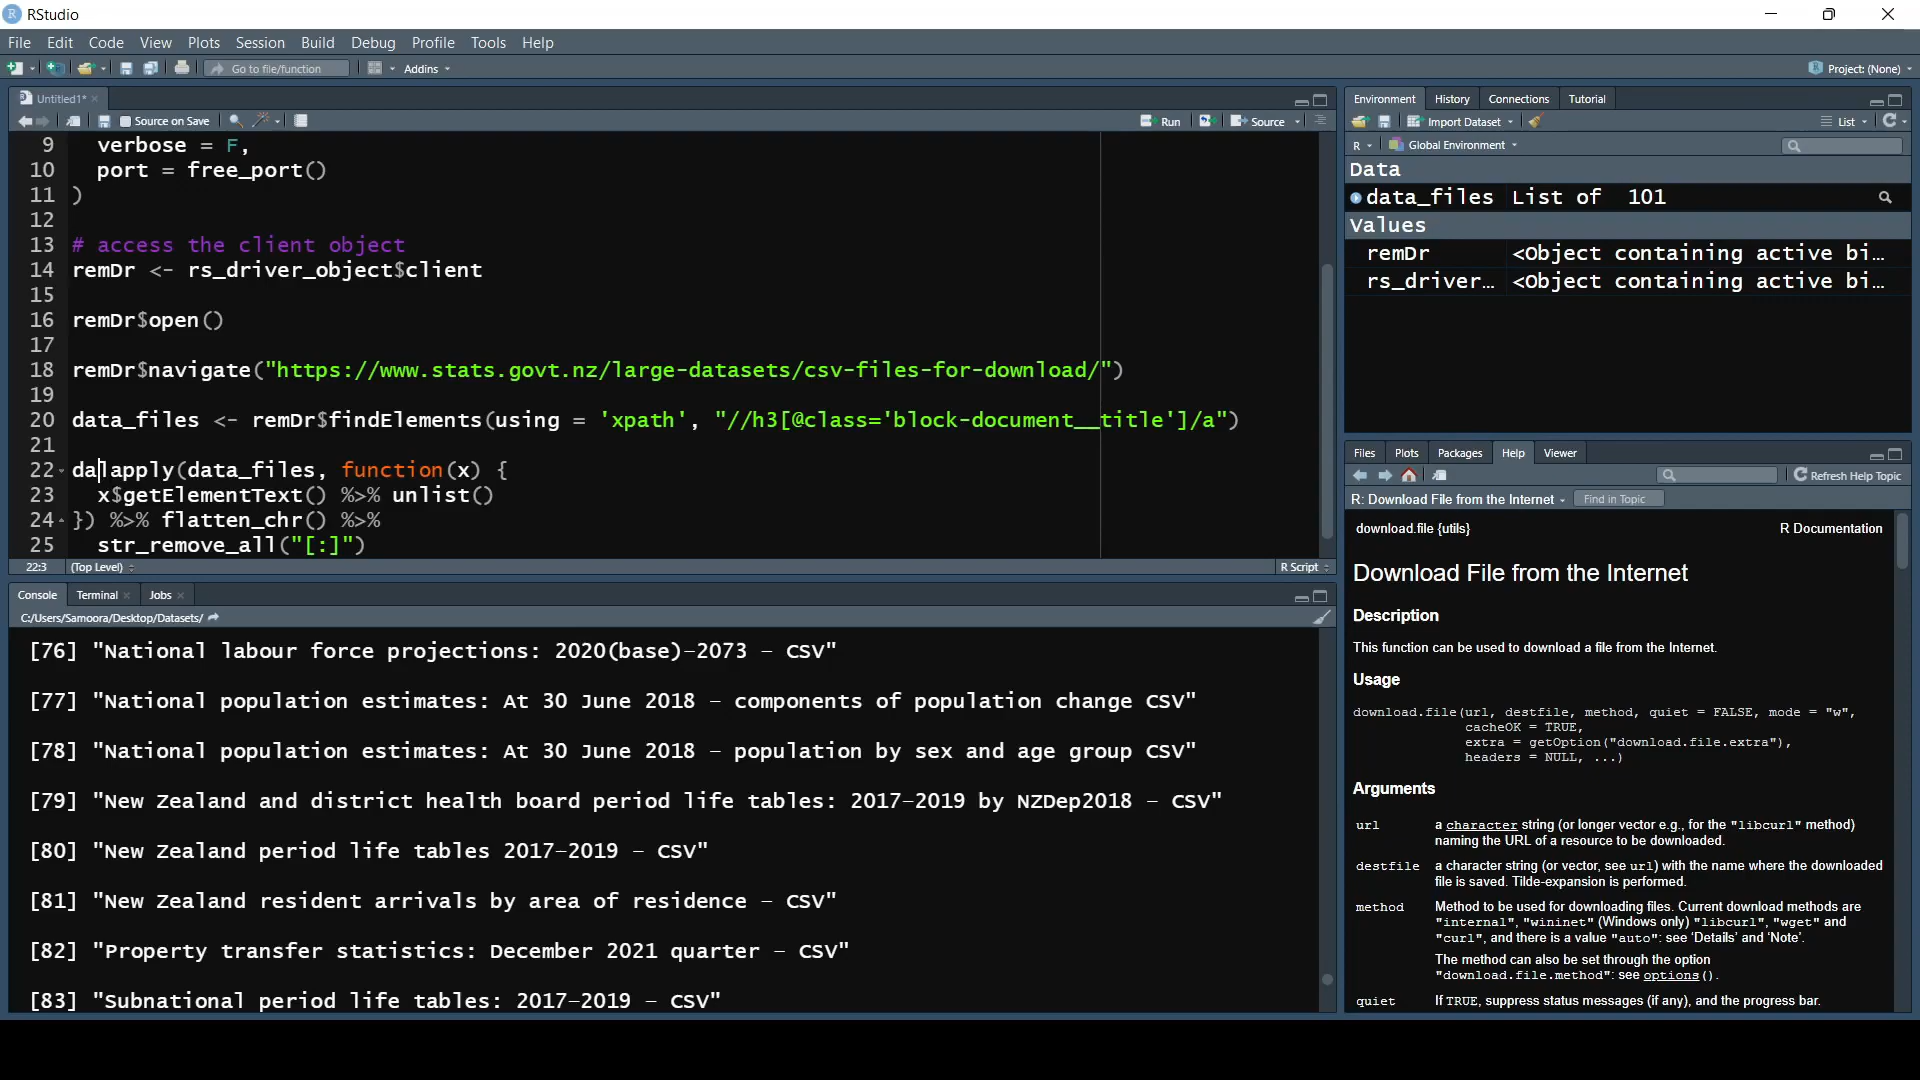 RStudio
File Edit Code View Plots Session Build Debug Profile Tools Help
Go to file/function Addins Project: (None)
Untitled1*
Source on Save Run Source
9 verbose = F,
10 port = free_port()
11 )
12
13 # access the client object
14 remDr <- rs_driver_object$client
15
16 remDr$open()
17
18 remDr$navigate("https://www.stats.govt.nz/large-datasets/csv-files-for-download/")
19
20 data_files <- remDr$findElements(using = 'xpath', "//h3[@class='block-document__title']/a")
21
22 dalapply(data_files, function(x) {
23 x$getElementText() %>% unlist()
24 }) %>% flatten_chr() %>%
25 str_remove_all("[:]")
22:3 (Top Level) R Script
Console Terminal Jobs
C:/Users/Samoora/Desktop/Datasets/
[76] "National labour force projections: 2020(base)-2073 – CSV"
[77] "National population estimates: At 30 June 2018 – components of population change CSV"
[78] "National population estimates: At 30 June 2018 – population by sex and age group CSV"
[79] "New Zealand and district health board period life tables: 2017–2019 by NZDep2018 – CSV"
[80] "New Zealand period life tables 2017–2019 – CSV"
[81] "New Zealand resident arrivals by area of residence – CSV"
[82] "Property transfer statistics: December 2021 quarter – CSV"
[83] "Subnational period life tables: 2017–2019 – CSV"
Environment History Connections Tutorial
Import Dataset List
R Global Environment
Data
data_files List of 101
Values
remDr <Object containing active bi…
rs_driver… <Object containing active bi…
Files Plots Packages Help Viewer
Refresh Help Topic
R: Download File from the Internet Find in Topic
download.file {utils} R Documentation
Download File from the Internet
Description
This function can be used to download a file from the Internet.
Usage
download.file(url, destfile, method, quiet = FALSE, mode = "w",
cacheOK = TRUE,
extra = getOption("download.file.extra"),
headers = NULL, ...)
Arguments
url a character string (or longer vector e.g., for the "libcurl" method)
naming the URL of a resource to be downloaded.
destfile a character string (or vector, see url) with the name where the downloaded
file is saved. Tilde-expansion is performed.
method Method to be used for downloading files. Current download methods are
"internal", "wininet" (Windows only) "libcurl", "wget" and
"curl", and there is a value "auto": see ‘Details’ and ‘Note’.
The method can also be set through the option
"download.file.method": see options().
quiet If TRUE, suppress status messages (if any), and the progress bar.